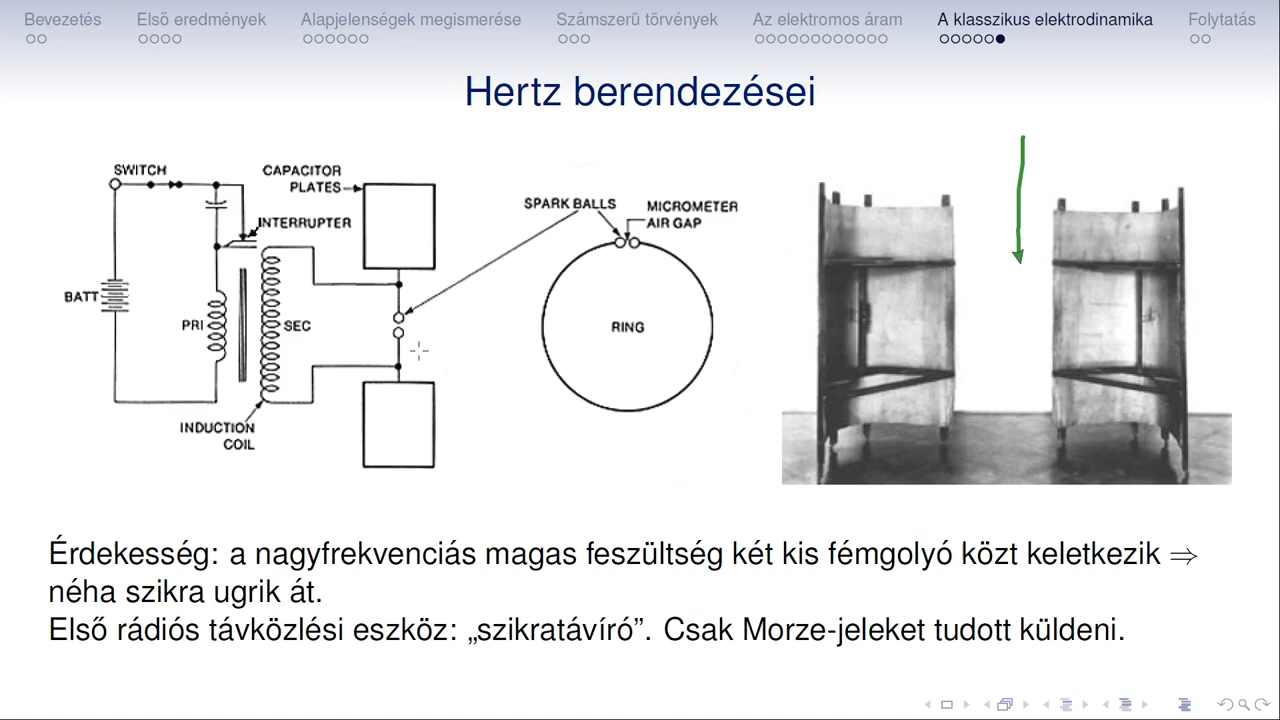 Bevezetés Első eredmények Alapjelenségek megismerése Számszerű törvények Az elektromos áram A klasszikus elektrodinamika Folytatás
Hertz berendezései
SWITCH
CAPACITOR
PLATES
INTERRUPTER
BATT
PRI
SEC
INDUCTION
COIL
SPARK BALLS
MICROMETER
AIR GAP
RING
Érdekesség: a nagyfrekvenciás magas feszültség két kis fémgolyó közt keletkezik ⇒
néha szikra ugrik át.
Első rádiós távközlési eszköz: „szikratávíró”. Csak Morze-jeleket tudott küldeni.